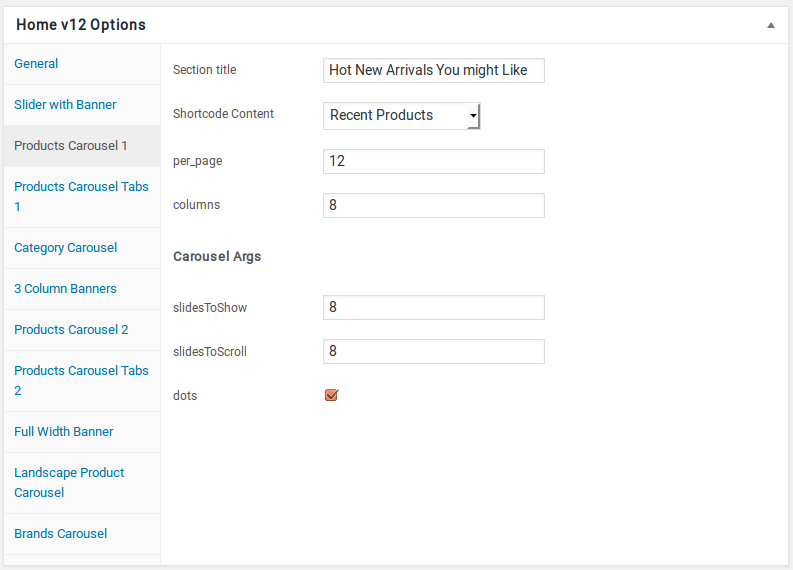 Home v12 Options
General
Slider with Banner
Products Carousel 1
Products Carousel Tabs
1
Category Carousel
3 Column Banners
Products Carousel 2
Products Carousel Tabs
2
Full Width Banner
Landscape Product
Carousel
Brands Carousel
Section title Hot New Arrivals You might Like
Shortcode Content Recent Products
per_page 12
columns 8
Carousel Args
slidesToShow 8
slidesToScroll 8
dots